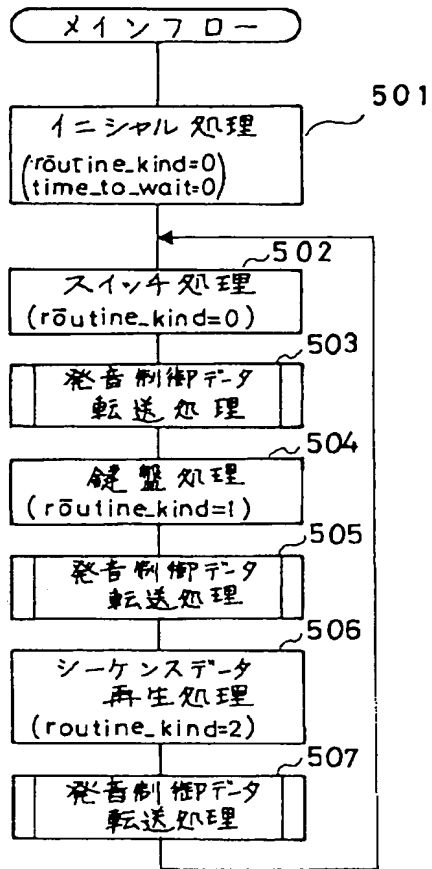 メインフロー
501
イニシャル処理
(routine_kind=0
time_to_wait=0)
502
スイッチ処理
(routine_kind=0)
503
発音制御データ
転送処理
504
鍵盤処理
(routine_kind=1)
505
発音制御データ
転送処理
506
シーケンスデータ
再生処理
(routine_kind=2)
507
発音制御データ
転送処理